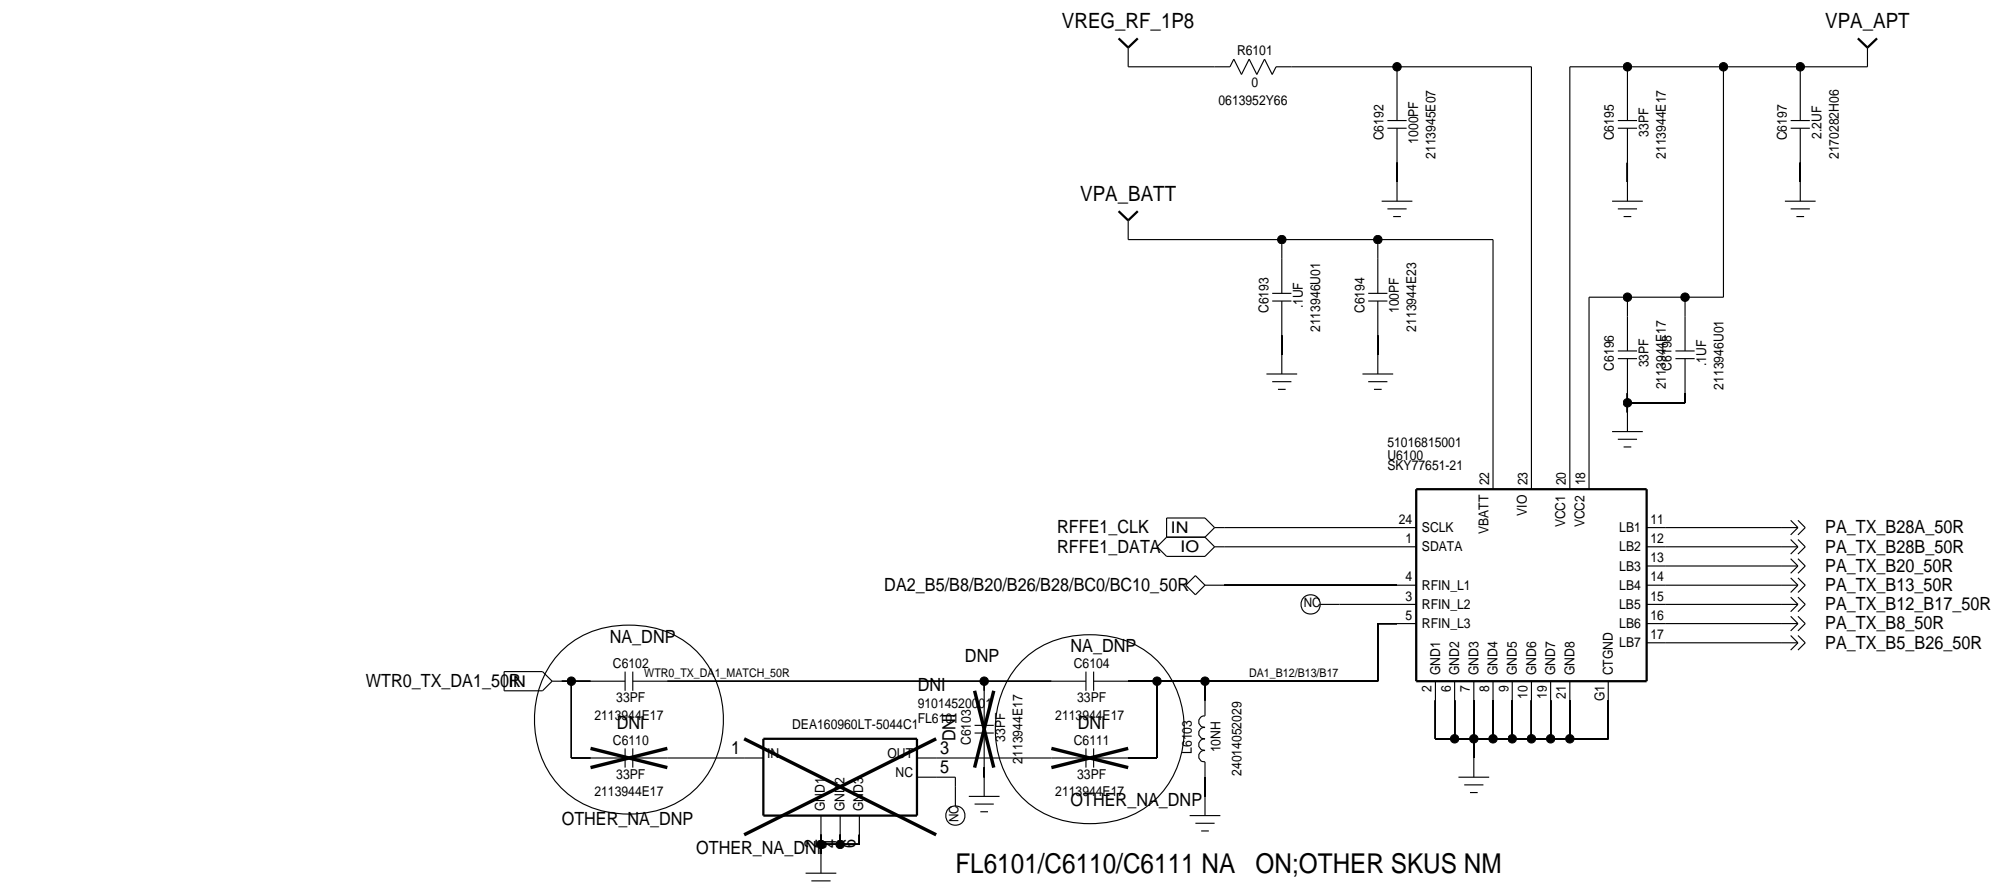 VREG_RF_1P8
VPA_APT
R6101
0
0613952Y66
C6192
1000PF
2113945E07
C6195
33PF
2113944E17
C6197
2.2UF
2170282H06
VPA_BATT
C6193
.1UF
2113946U01
C6194
100PF
2113944E23
C6196
33PF
2113944E17
C6198
.1UF
2113946U01
51016815001
U6100
SKY77651-21
22
23
20
18
VBATT
VIO
VCC1
VCC2
RFFE1_CLK
IN
24
SCLK
RFFE1_DATA
IO
1
SDATA
DA2_B5/B8/B20/B26/B28/BC0/BC10_50R
4
RFIN_L1
NC
3
RFIN_L2
5
RFIN_L3
LB1
11
PA_TX_B28A_50R
LB2
12
PA_TX_B28B_50R
LB3
13
PA_TX_B20_50R
LB4
14
PA_TX_B13_50R
LB5
15
PA_TX_B12_B17_50R
LB6
16
PA_TX_B8_50R
LB7
17
PA_TX_B5_B26_50R
GND1
GND2
GND3
GND4
GND5
GND6
GND7
GND8
CTGND
2
6
7
8
9
10
19
21
G1
NA_DNP
C6102
WTR0_TX_DA1_50R
IN
WTR0_TX_DA1_MATCH_50R
33PF
2113944E17
DNI
C6110
33PF
2113944E17
OTHER_NA_DNP
DEA160960LT-5044C1
1
IN
OUT
3
NC
5
GND1
GND2
GND3
NC
OTHER_NA_DNP
DNI
91014520001
FL6101
DNP
DNI
C6103
33PF
2113944E17
NA_DNP
C6104
33PF
2113944E17
DNI
C6111
33PF
2113944E17
OTHER_NA_DNP
DA1_B12/B13/B17
L6103
10NH
24014052029
FL6101/C6110/C6111 NA ON;OTHER SKUS NM